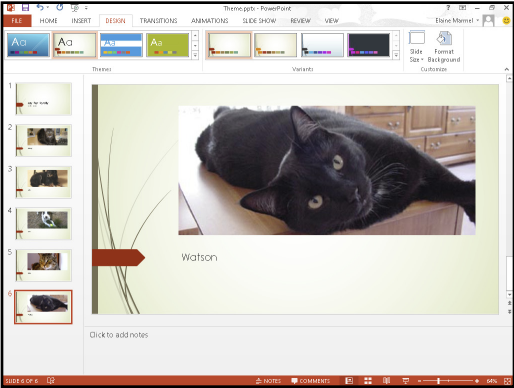 Theme.pptx - PowerPoint
FILE HOME INSERT DESIGN TRANSITIONS ANIMATIONS SLIDE SHOW REVIEW VIEW Elaine Marmel
Aa Aa Aa Aa
Slide Size
Format Background
Themes Variants Customize
1
2
3
4
5
6
Watson
Click to add notes
SLIDE 6 OF 6 NOTES COMMENTS 64%